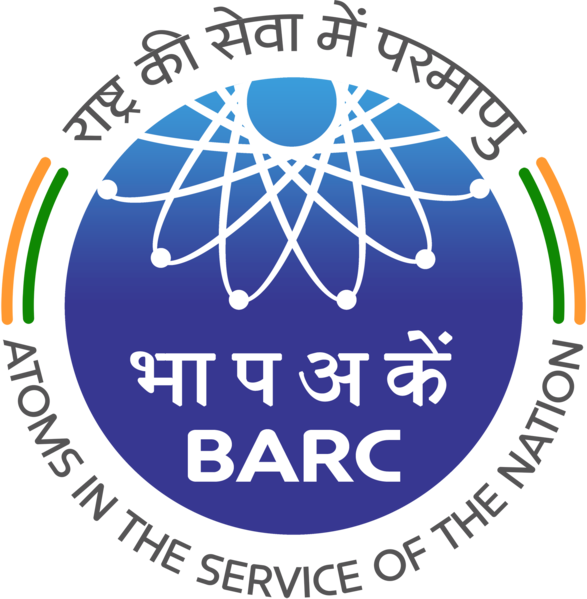 राष्ट्र की सेवा में परमाणु
भा प अ कें
BARC
ATOMS IN THE SERVICE OF THE NATION